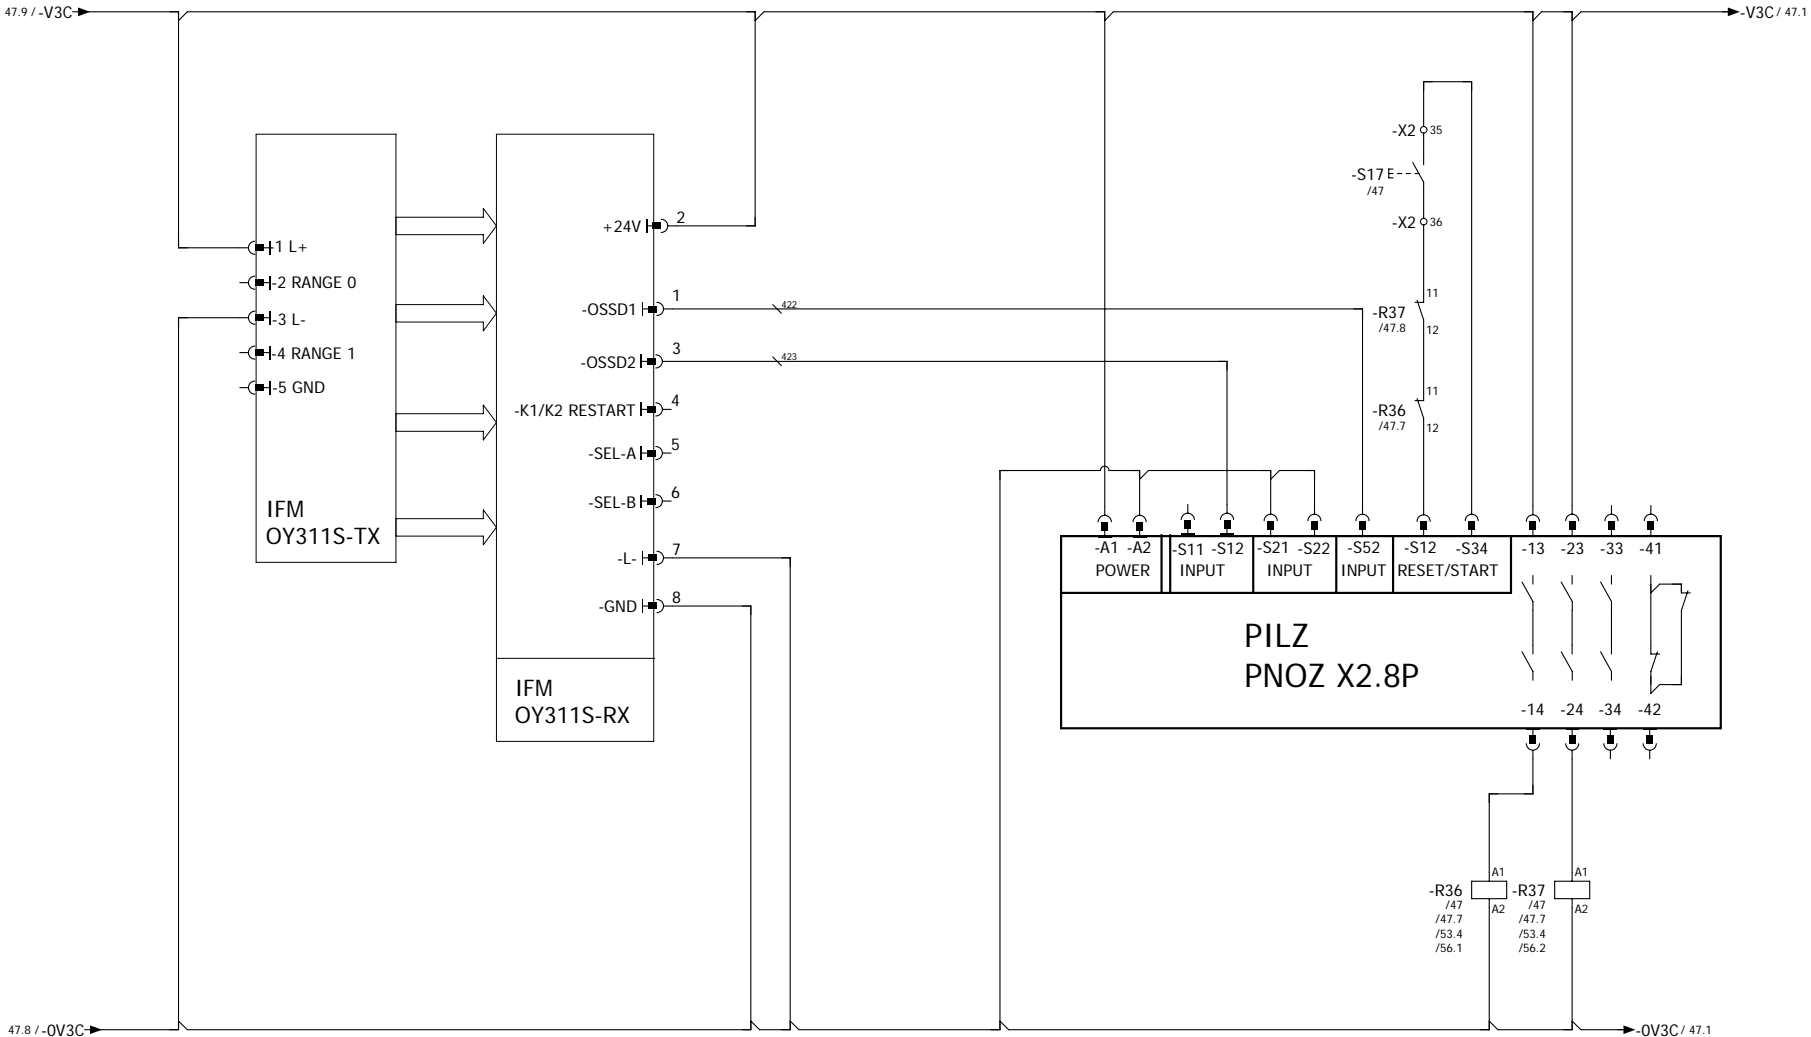 47.9 / -V3C
-V3C / 47.1
-X2 35
-S17 E
/47
-X2 36
11
-R37
/47.8
12
11
-R36
/47.7
12
-1 L+
-2 RANGE 0
-3 L-
-4 RANGE 1
-5 GND
IFM
OY311S-TX
+24V 2
-OSSD1 1
422
-OSSD2 3
423
-K1/K2 RESTART 4
-SEL-A 5
-SEL-B 6
-L- 7
-GND 8
IFM
OY311S-RX
-A1 -A2 -S11 -S12 -S21 -S22 -S52 -S12 -S34 -13 -23 -33 -41
POWER INPUT INPUT INPUT RESET/START
PILZ
PNOZ X2.8P
-14 -24 -34 -42
A1
-R36
A2
/47
/47.7
/53.4
/56.1
A1
-R37
A2
/47
/47.7
/53.4
/56.2
47.8 / -0V3C
-0V3C / 47.1